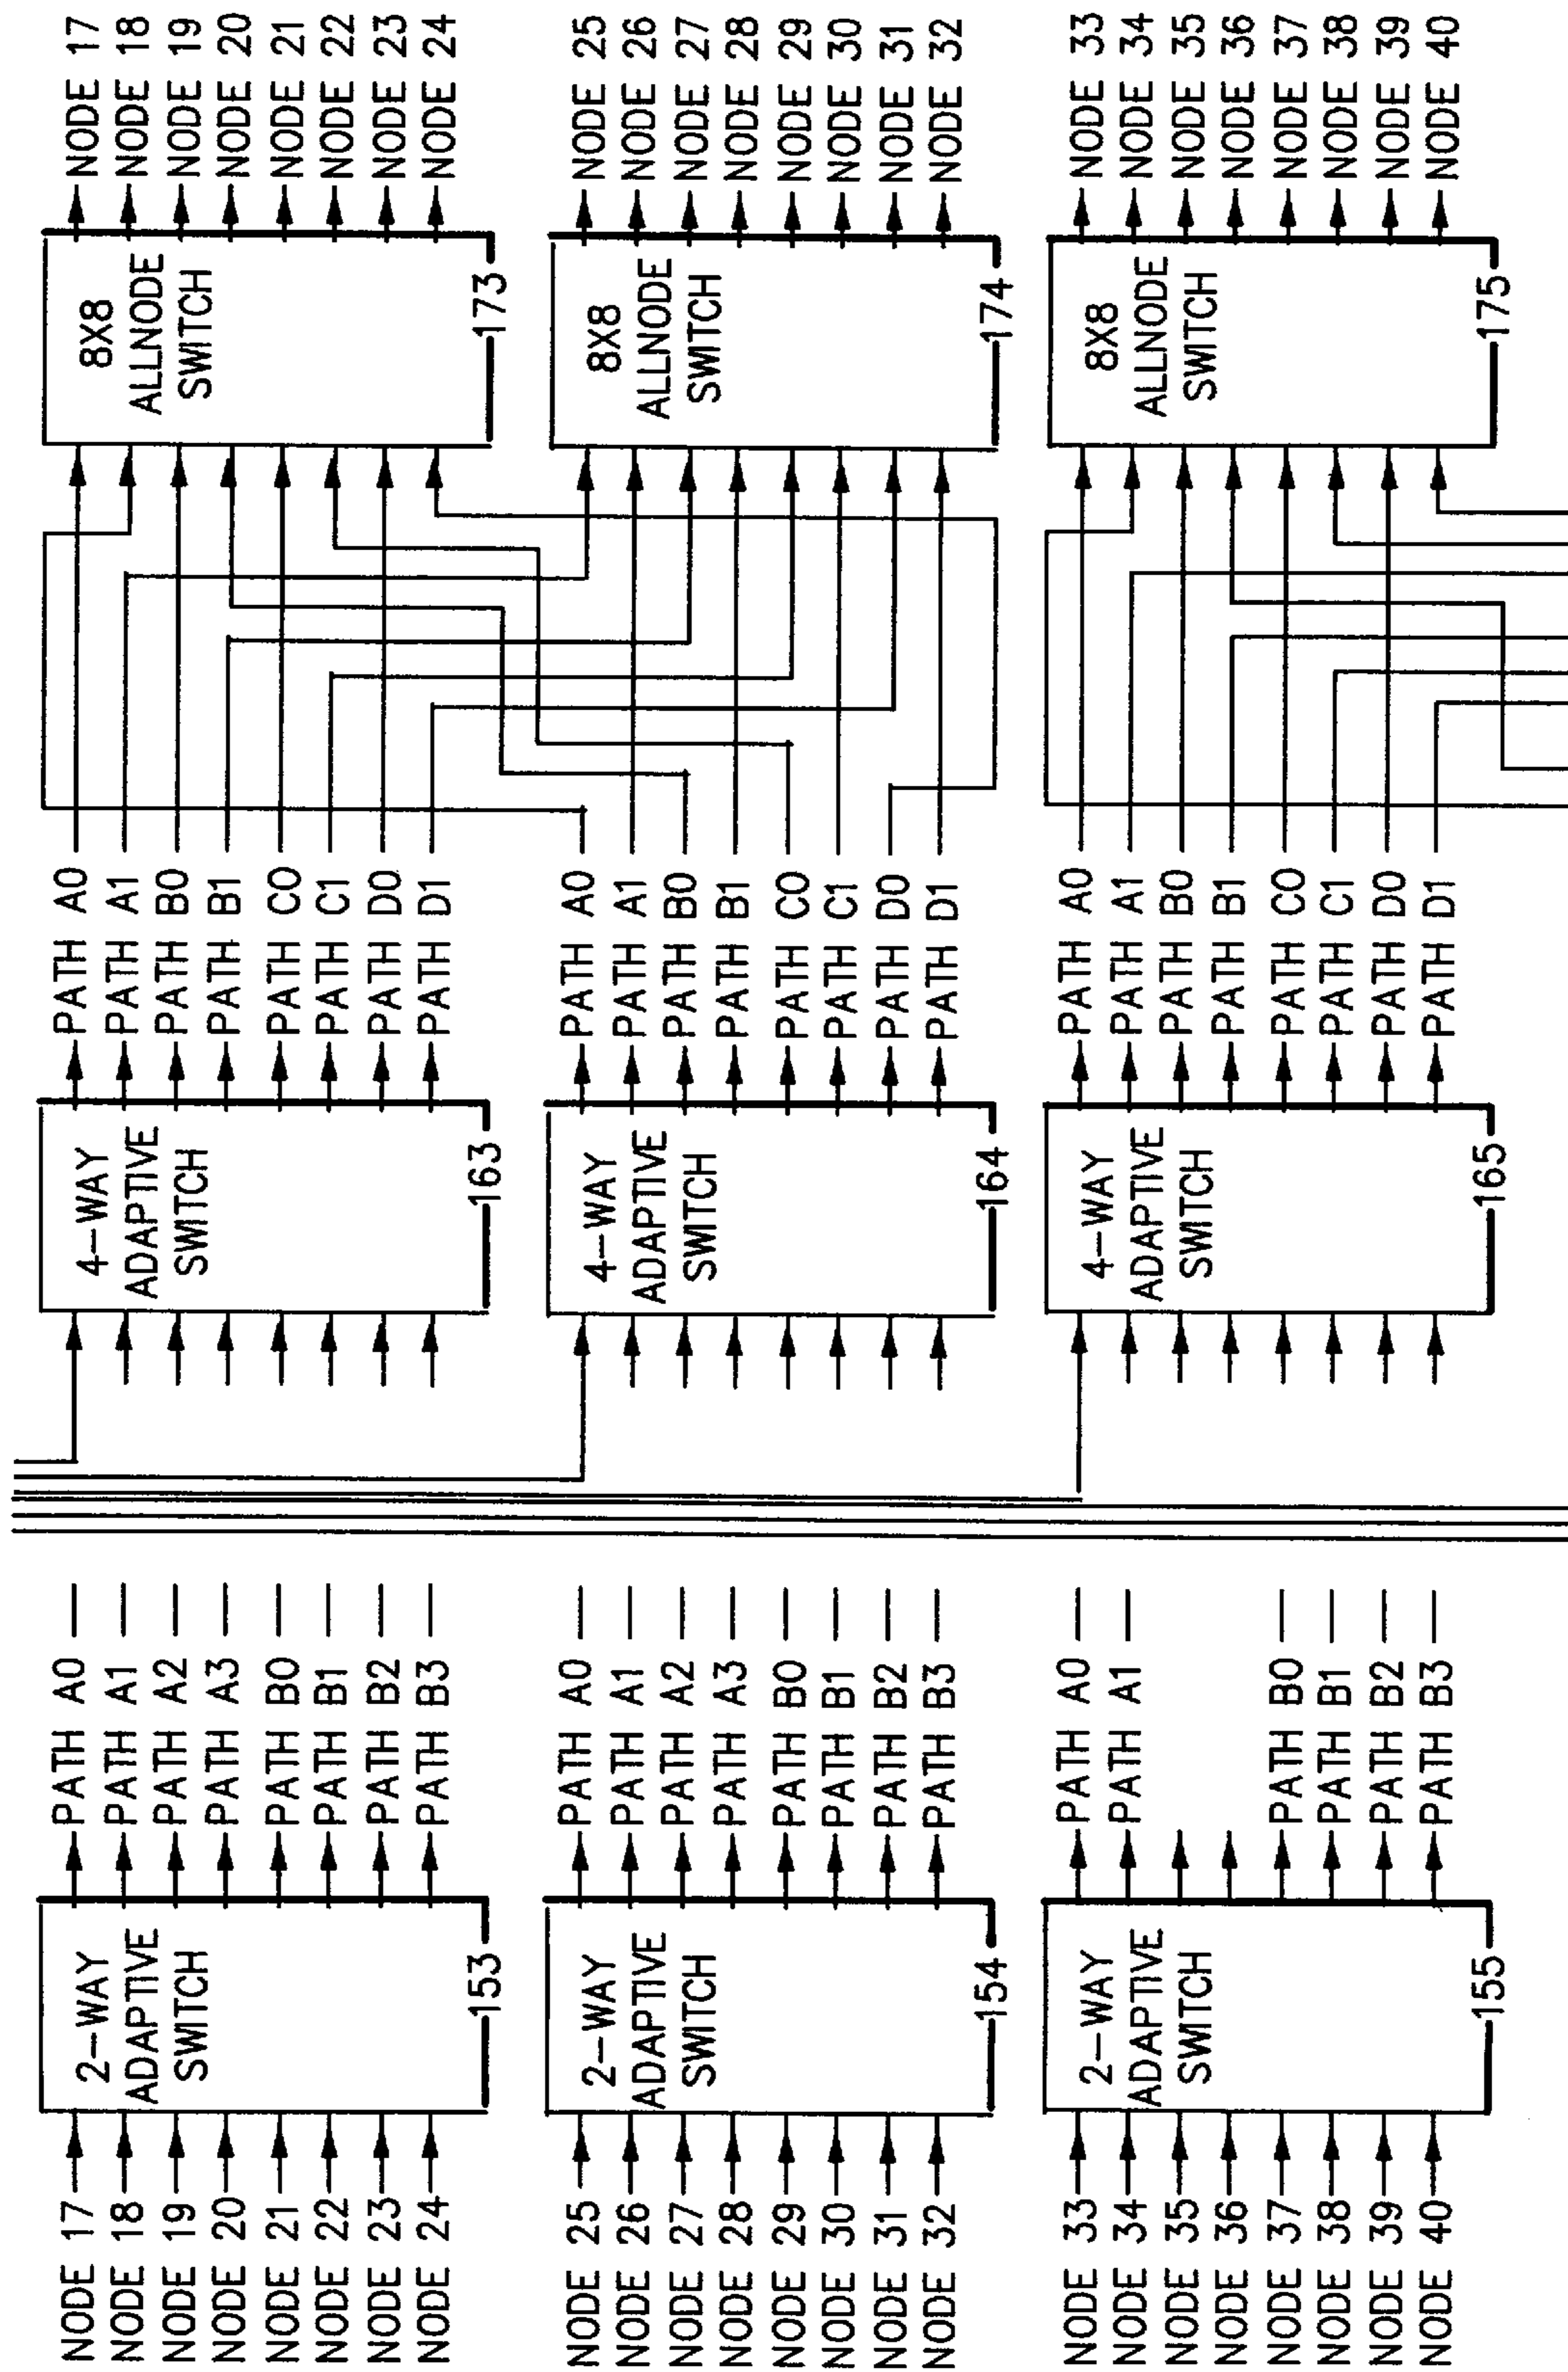 NODE 17
NODE 18
NODE 19
NODE 20
NODE 21
NODE 22
NODE 23
NODE 24
2-WAY
ADAPTIVE
SWITCH
153
PATH A0
PATH A1
PATH A2
PATH A3
PATH B0
PATH B1
PATH B2
PATH B3
4-WAY
ADAPTIVE
SWITCH
163
PATH A0
PATH A1
PATH B0
PATH B1
PATH C0
PATH C1
PATH D0
PATH D1
8X8
ALLNODE
SWITCH
173
NODE 17
NODE 18
NODE 19
NODE 20
NODE 21
NODE 22
NODE 23
NODE 24
NODE 25
NODE 26
NODE 27
NODE 28
NODE 29
NODE 30
NODE 31
NODE 32
2-WAY
ADAPTIVE
SWITCH
154
PATH A0
PATH A1
PATH A2
PATH A3
PATH B0
PATH B1
PATH B2
PATH B3
4-WAY
ADAPTIVE
SWITCH
164
PATH A0
PATH A1
PATH B0
PATH B1
PATH C0
PATH C1
PATH D0
PATH D1
8X8
ALLNODE
SWITCH
174
NODE 25
NODE 26
NODE 27
NODE 28
NODE 29
NODE 30
NODE 31
NODE 32
NODE 33
NODE 34
NODE 35
NODE 36
NODE 37
NODE 38
NODE 39
NODE 40
2-WAY
ADAPTIVE
SWITCH
155
PATH A0
PATH A1
PATH B0
PATH B1
PATH B2
PATH B3
4-WAY
ADAPTIVE
SWITCH
165
PATH A0
PATH A1
PATH B0
PATH B1
PATH C0
PATH C1
PATH D0
PATH D1
8X8
ALLNODE
SWITCH
175
NODE 33
NODE 34
NODE 35
NODE 36
NODE 37
NODE 38
NODE 39
NODE 40